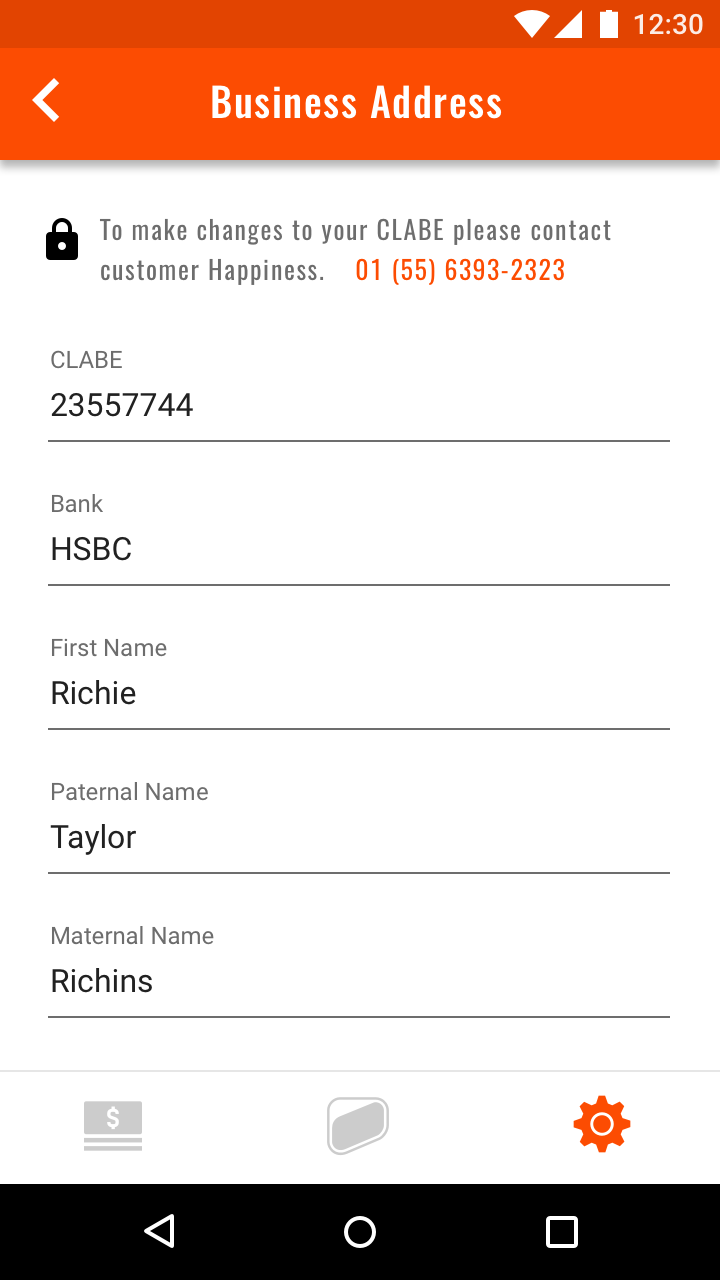 12:30
Business Address
To make changes to your CLABE please contact
customer Happiness. 01 (55) 6393-2323
CLABE
23557744
Bank
HSBC
First Name
Richie
Paternal Name
Taylor
Maternal Name
Richins
$